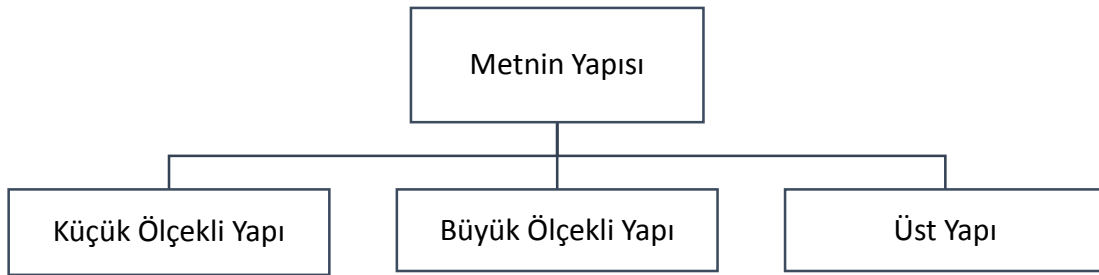 Metnin Yapısı
Küçük Ölçekli Yapı
Büyük Ölçekli Yapı
Üst Yapı